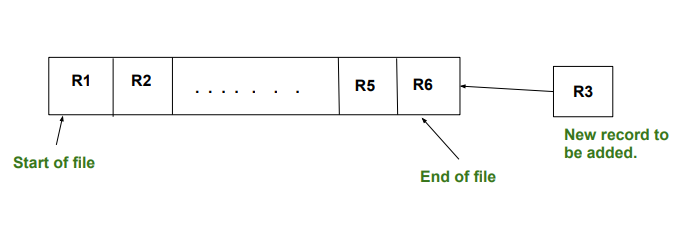 R1
R2
. . . . . . .
R5
R6
R3
Start of file
End of file
New record to
be added.